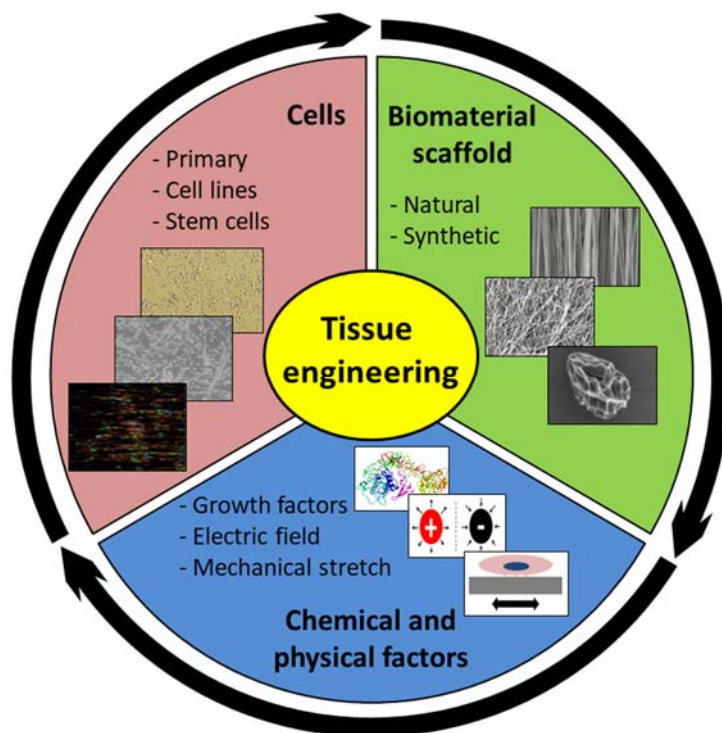 Cells
- Primary
- Cell lines
- Stem cells
Biomaterial
scaffold
- Natural
- Synthetic
Tissue
engineering
- Growth factors
- Electric field
- Mechanical stretch
+
-
Chemical and
physical factors